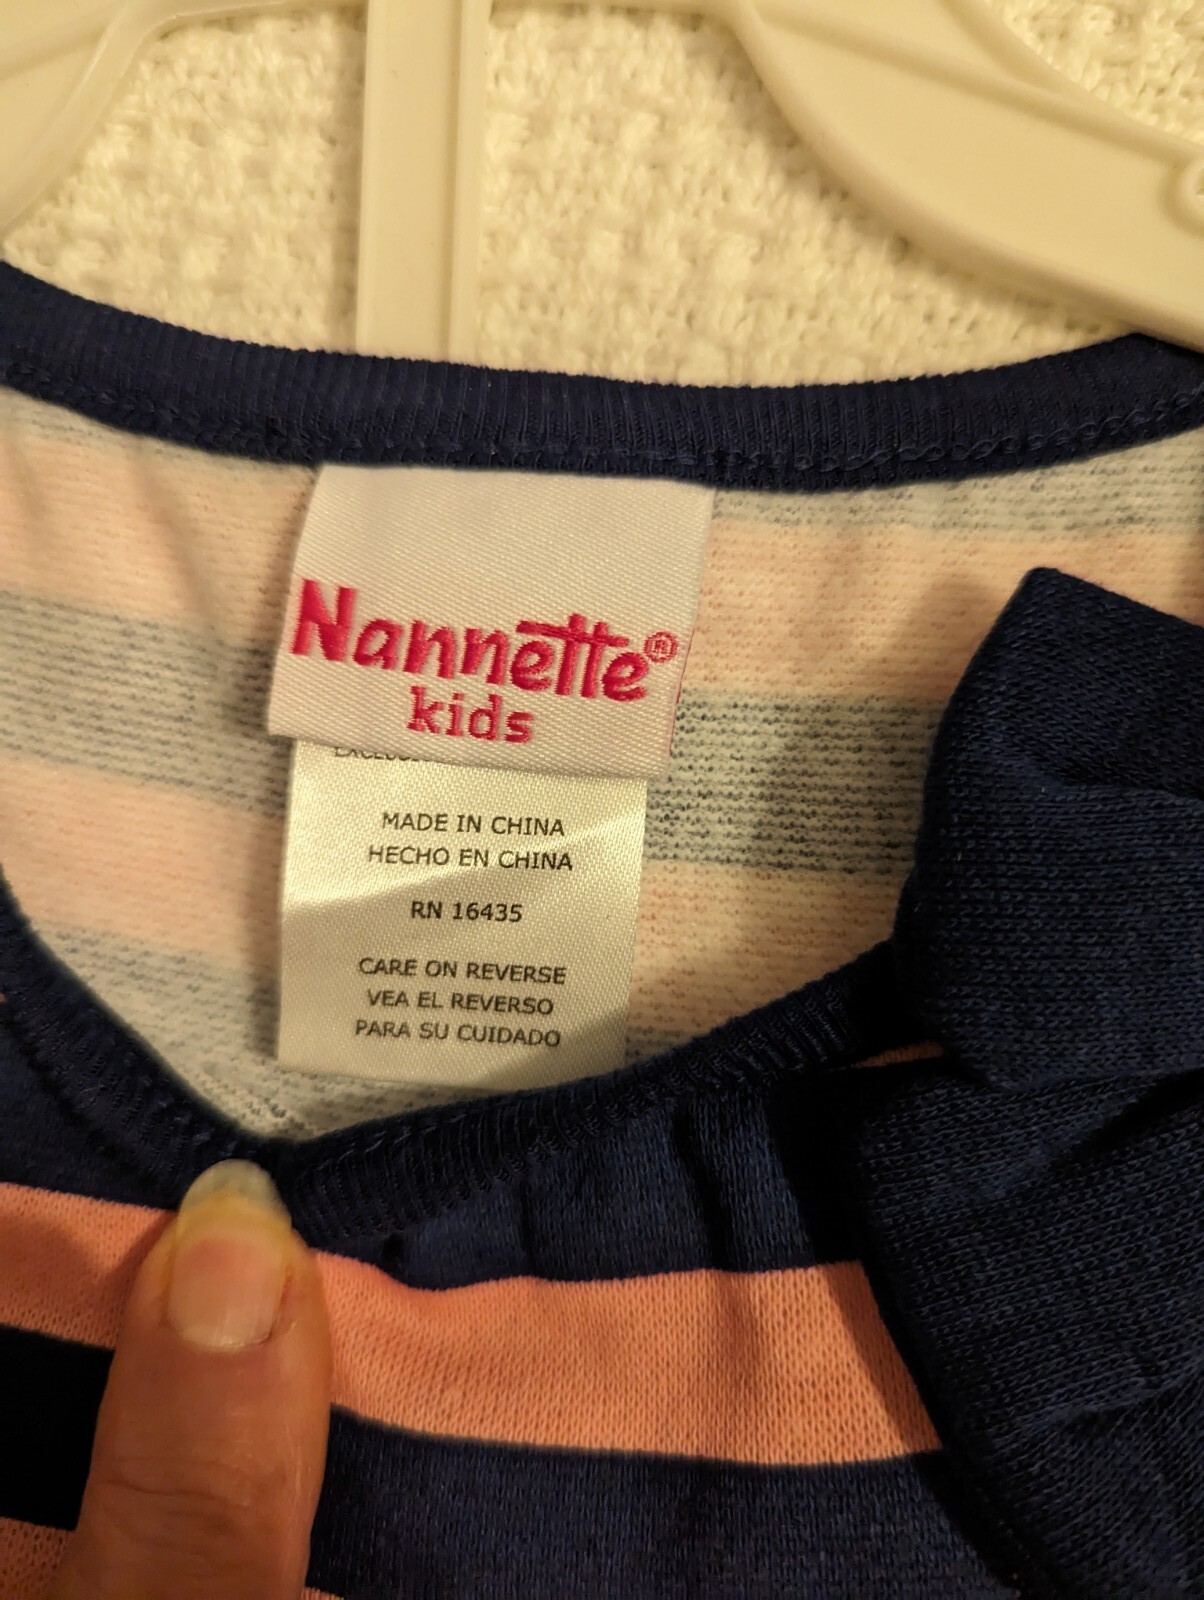 Nannette®
kids
MADE IN CHINA
HECHO EN CHINA
RN 16435
CARE ON REVERSE
VEA EL REVERSO
PARA SU CUIDADO